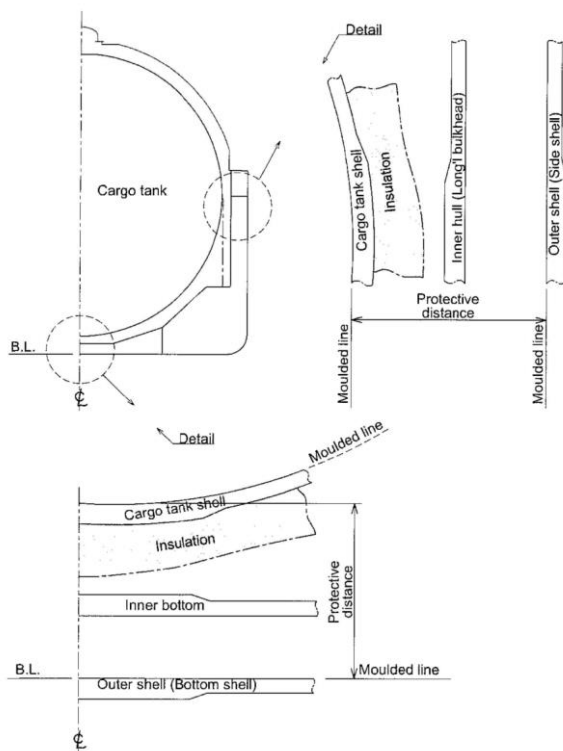 Detail
Cargo tank
B.L.
℄
Cargo tank shell
Insulation
Inner hull (Long'l bulkhead)
Outer shell (Side shell)
Protective
distance
Moulded line
Moulded line
Detail
Moulded line
Cargo tank shell
Insulation
Inner bottom
Protective
distance
B.L.
Moulded line
Outer shell (Bottom shell)
℄